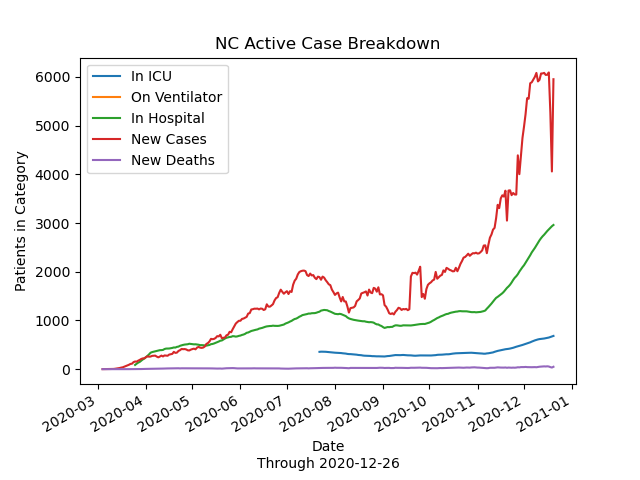 NC Active Case Breakdown
In ICU
On Ventilator
In Hospital
New Cases
New Deaths
Patients in Category
6000
5000
4000
3000
2000
1000
0
2020-03
2020-04
2020-05
2020-06
2020-07
2020-08
2020-09
2020-10
2020-11
2020-12
2021-01
Date
Through 2020-12-26